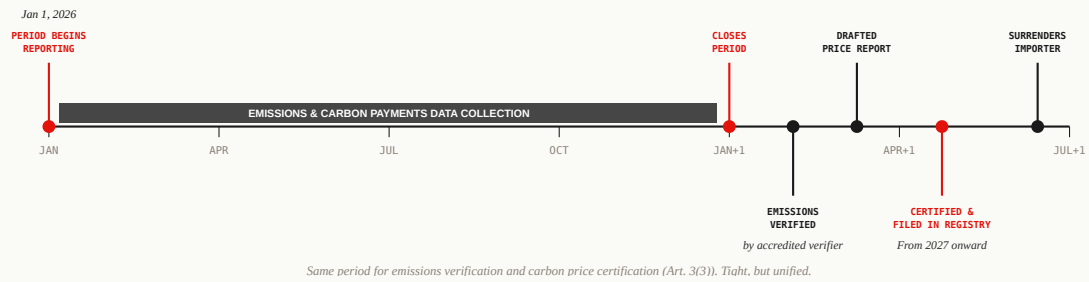 Jan 1, 2026
PERIOD BEGINS
REPORTING
CLOSES
PERIOD
DRAFTED
PRICE REPORT
SURRENDERS
IMPORTER
EMISSIONS & CARBON PAYMENTS DATA COLLECTION
JAN
APR
JUL
OCT
JAN+1
APR+1
JUL+1
EMISSIONS
VERIFIED
by accredited verifier
CERTIFIED &
FILED IN REGISTRY
From 2027 onward
Same period for emissions verification and carbon price certification (Art. 3(3)). Tight, but unified.